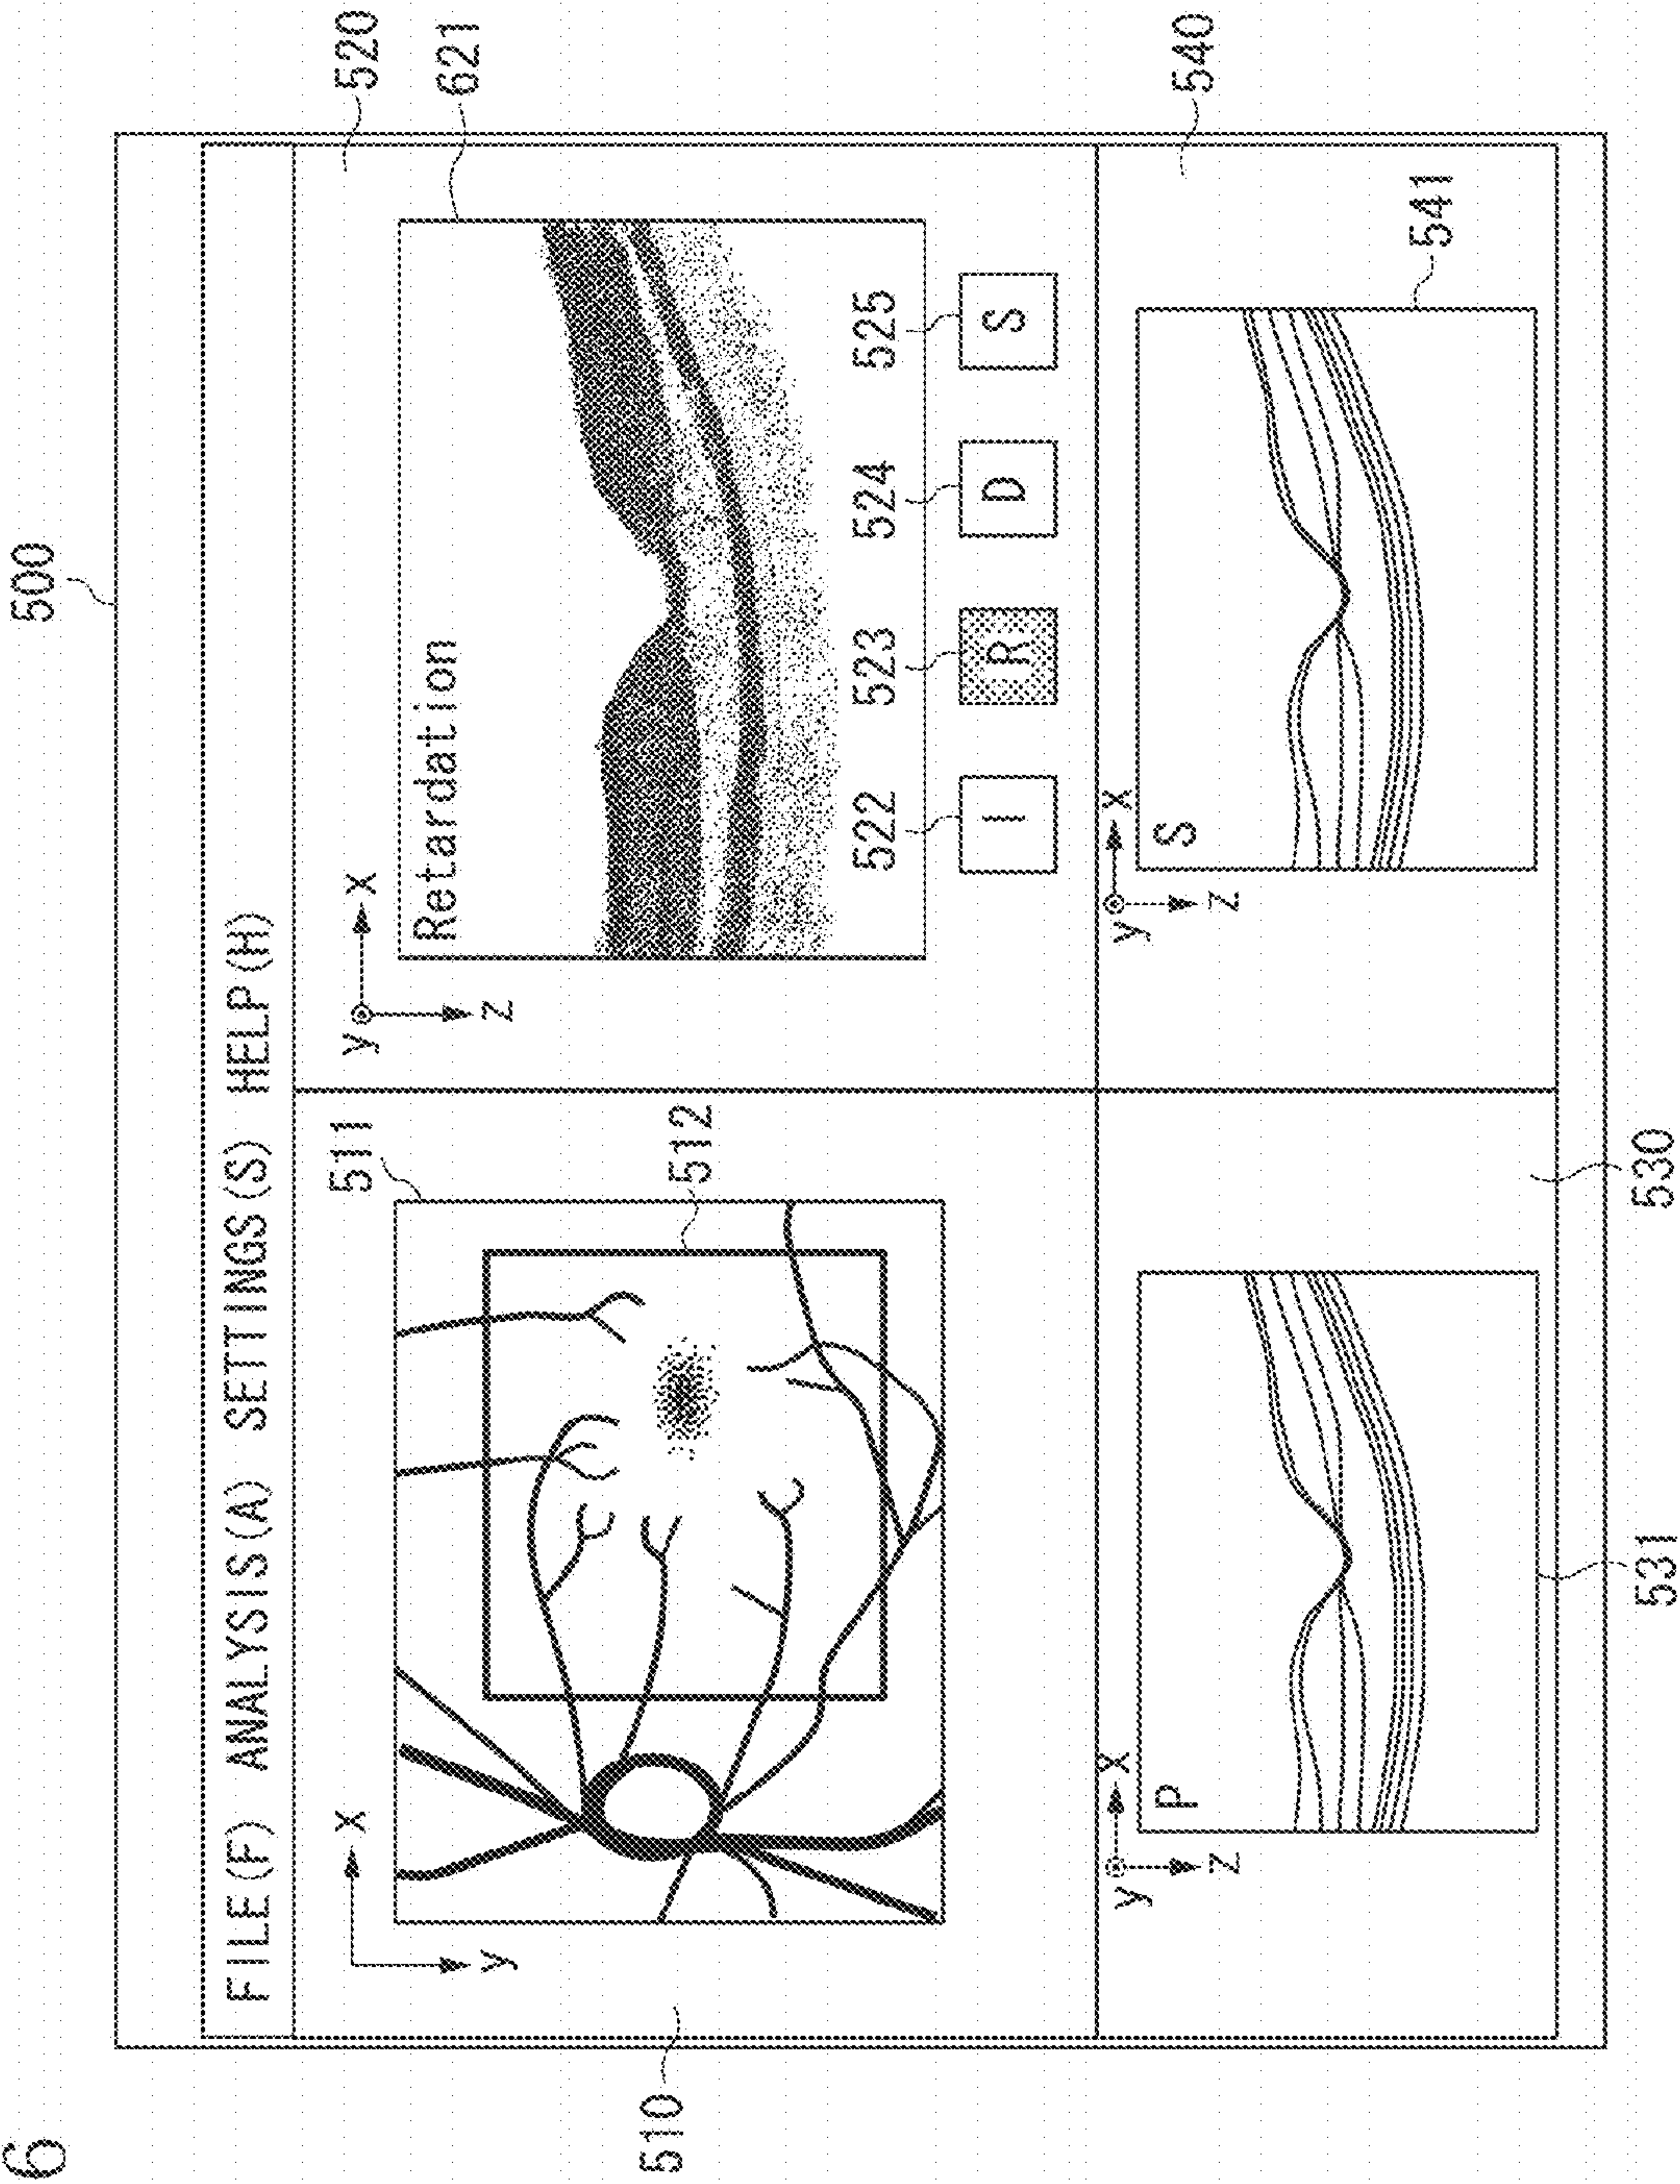 6
500
FILE(F) ANALYSIS(A) SETTINGS(S) HELP(H)
x
y
511
512
510
y
x
z
520
621
Retardation
522 523 524 525
I R D S
y
x
z
P
531
530
y
x
z
S
541
540